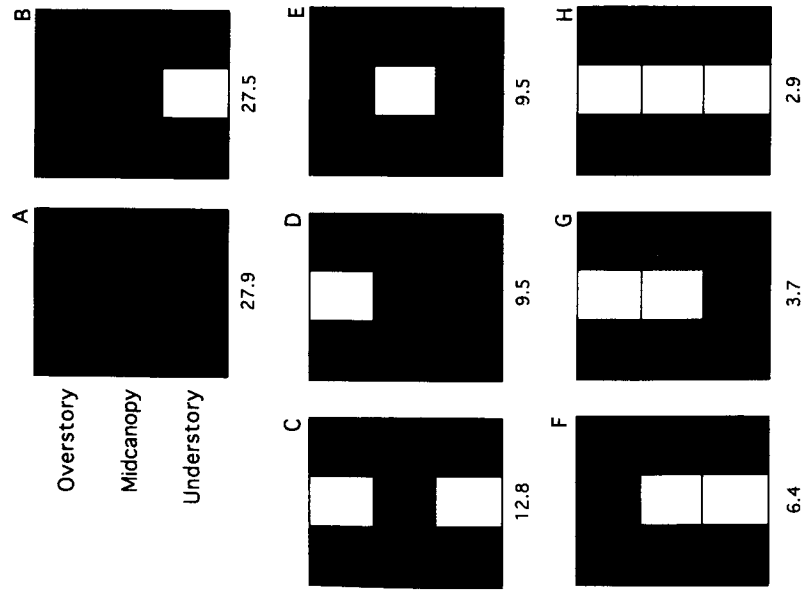 A B
Overstory
Midcanopy
Understory
27.9 27.5
C D E
12.8 9.5 9.5
F G H
6.4 3.7 2.9